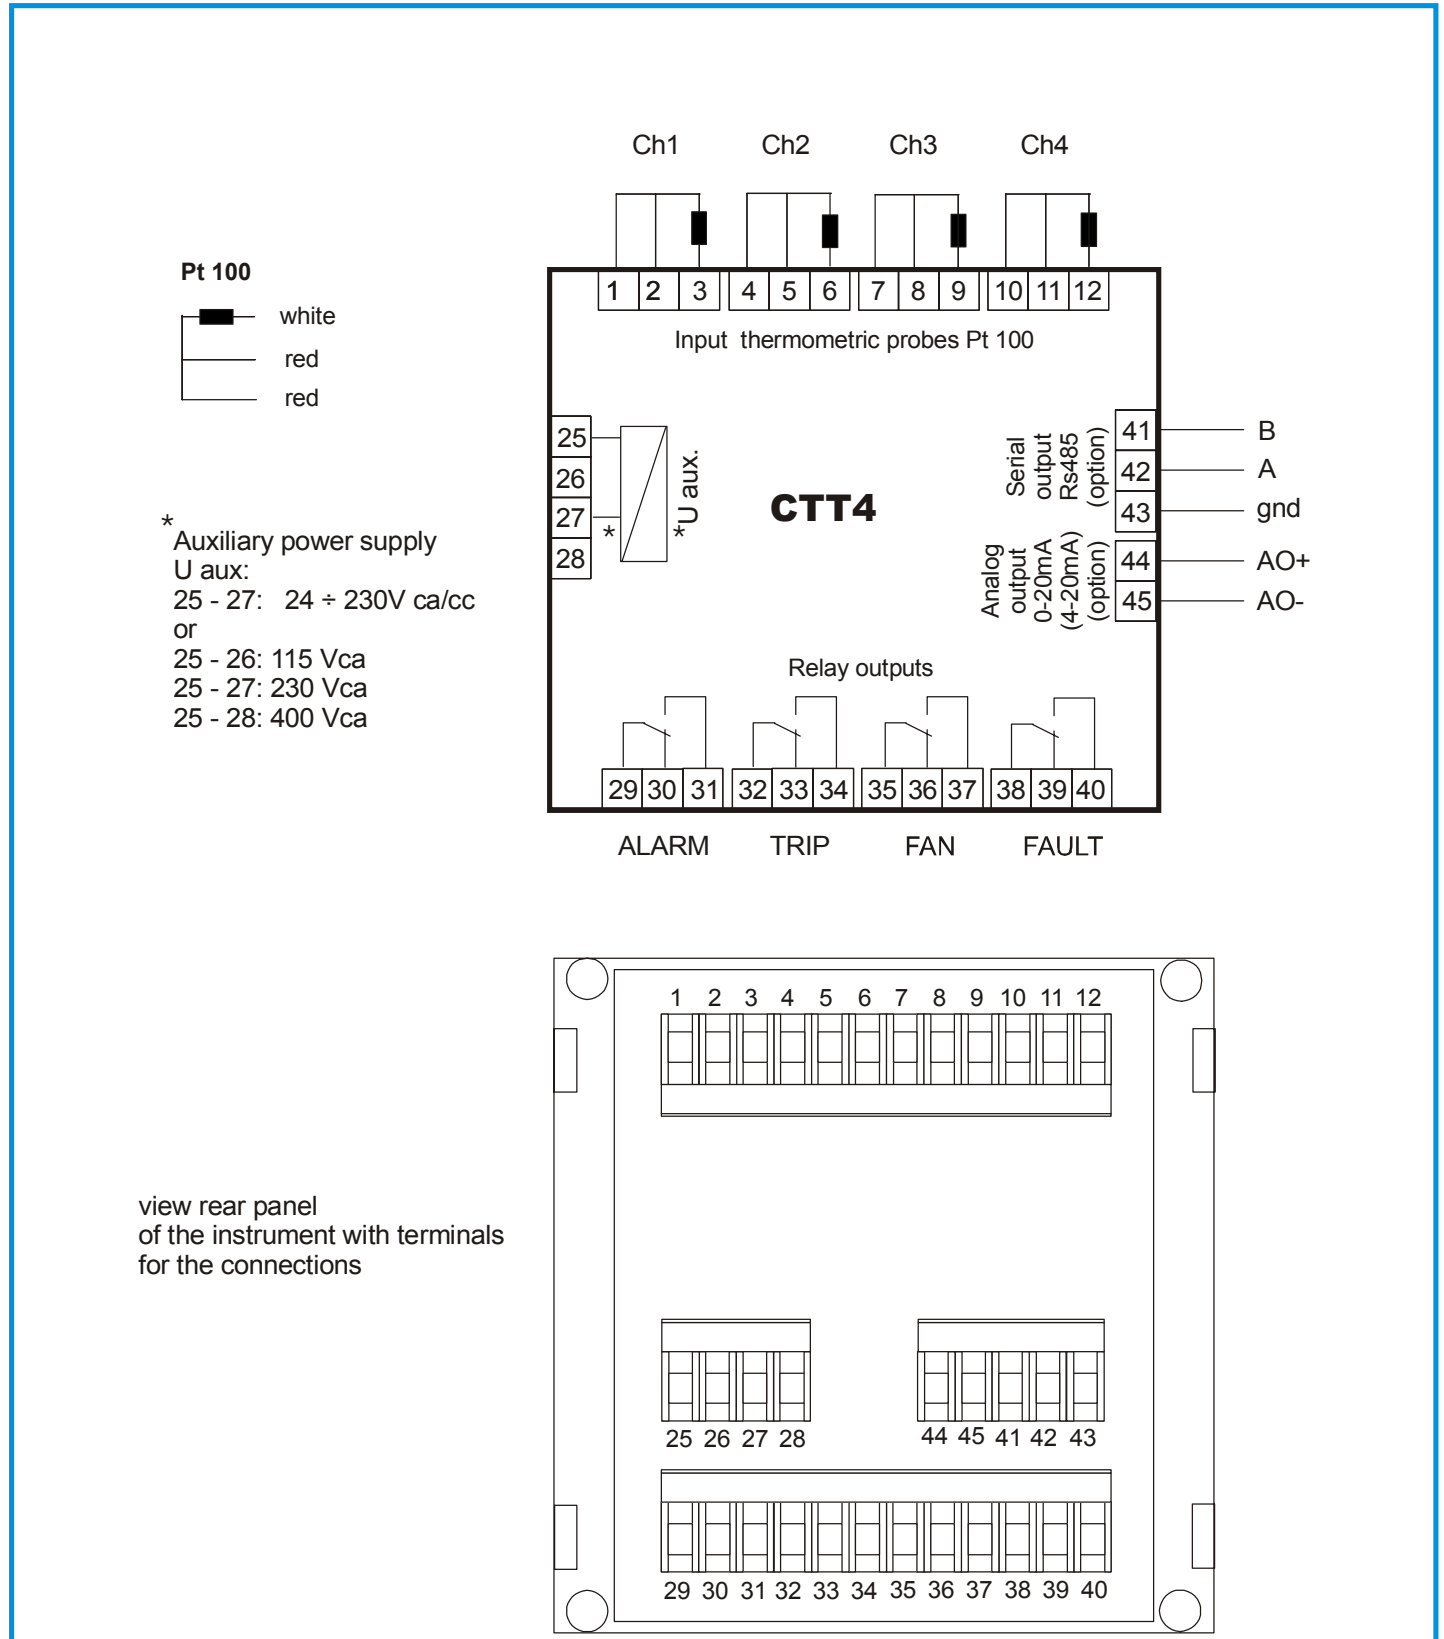 Ch1 Ch2 Ch3 Ch4
Pt 100
white
red
red
1 2 3 4 5 6 7 8 9 10 11 12
Input thermometric probes Pt 100
25
26
27
28
*
*U aux.
CTT4
Serial
output
Rs485
(option)
41 B
42 A
43 gnd
Analog
output
0-20mA
(4-20mA)
(option)
44 AO+
45 AO-
*
Auxiliary power supply
U aux:
25 - 27: 24 ÷ 230V ca/cc
or
25 - 26: 115 Vca
25 - 27: 230 Vca
25 - 28: 400 Vca
Relay outputs
29 30 31 32 33 34 35 36 37 38 39 40
ALARM TRIP FAN FAULT
1 2 3 4 5 6 7 8 9 10 11 12
view rear panel
of the instrument with terminals
for the connections
25 26 27 28 44 45 41 42 43
29 30 31 32 33 34 35 36 37 38 39 40